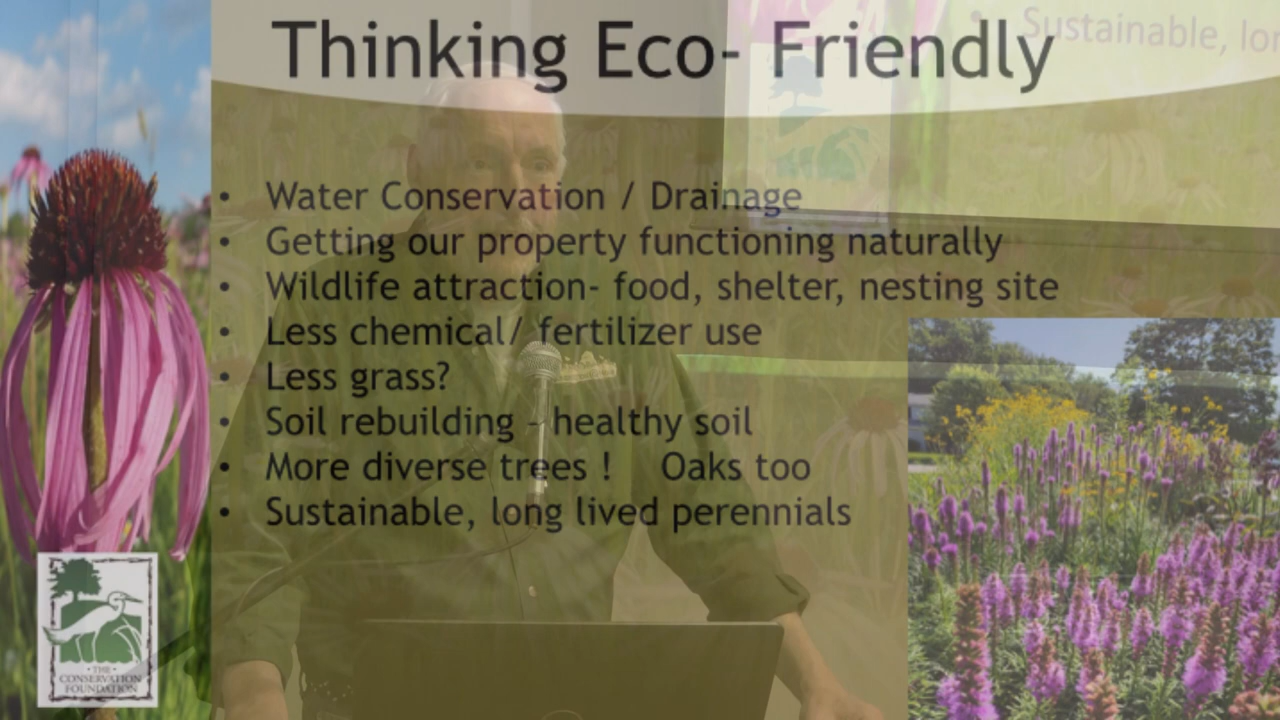 Thinking Eco- Friendly
Sustainable, lor
• Water Conservation / Drainage
• Getting our property functioning naturally
• Wildlife attraction- food, shelter, nesting site
• Less chemical/ fertilizer use
• Less grass?
• Soil rebuilding - healthy soil
• More diverse trees ! Oaks too
• Sustainable, long lived perennials
• THE •
CONSERVATION
FOUNDATION